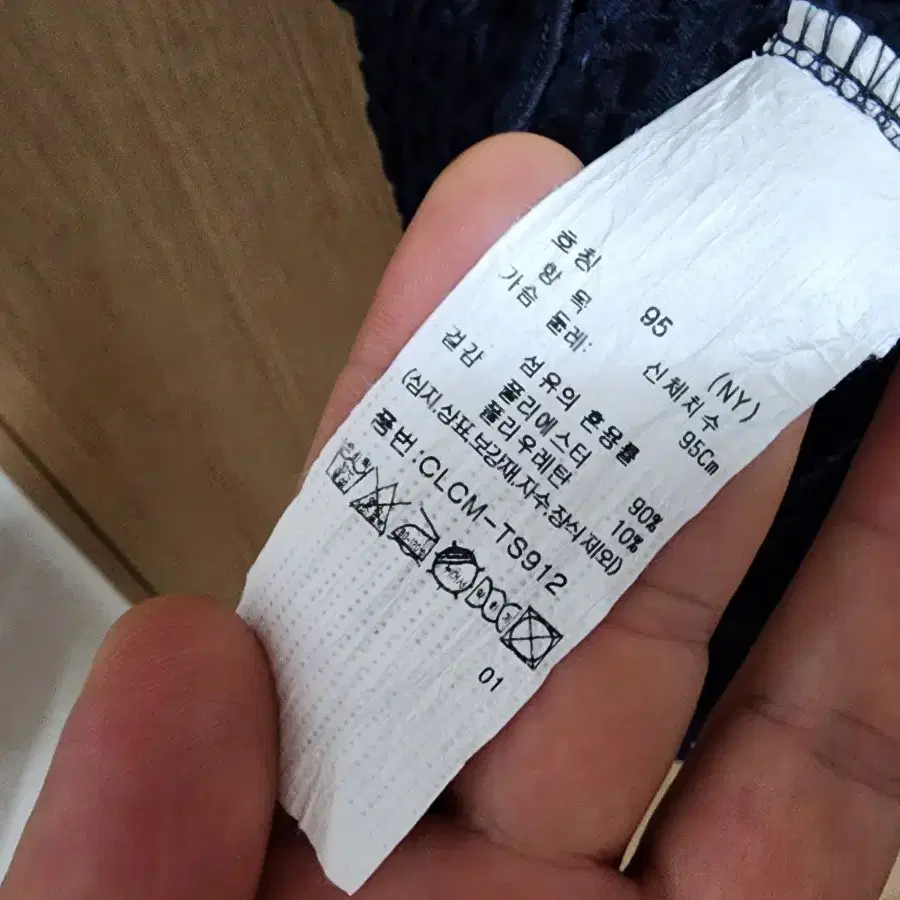 호칭 95 (NY)
항 목 신체치수
가슴 둘레: 95Cm
섬유의 혼용률
겉감 폴리에스터 90%
폴리우레탄 10%
(심지,상표,보강재,자수,장식제외)
품번:CLCM-TS912
01